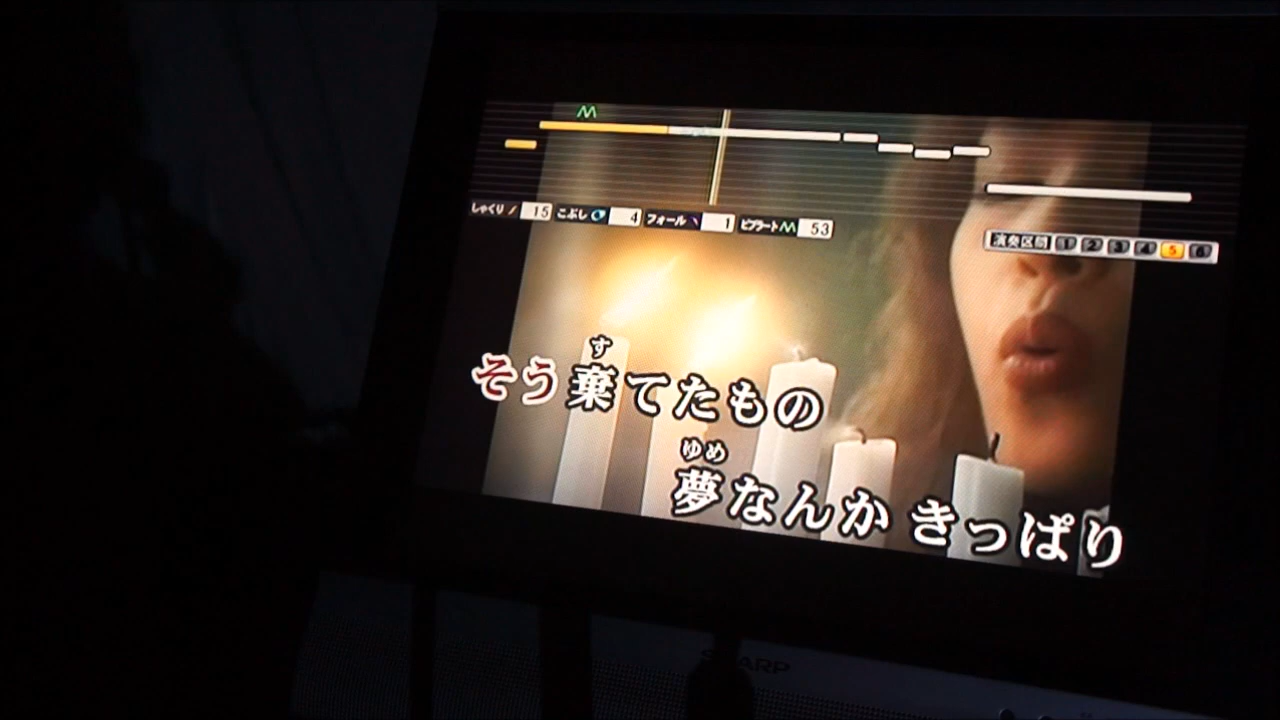 しゃくり 15 こぶし 4 フォール 1 ビブラート 53
演奏区間 1 2 3 4 5 6
す
そう 棄てたもの
ゆめ
夢なんか きっぱり
SHARP